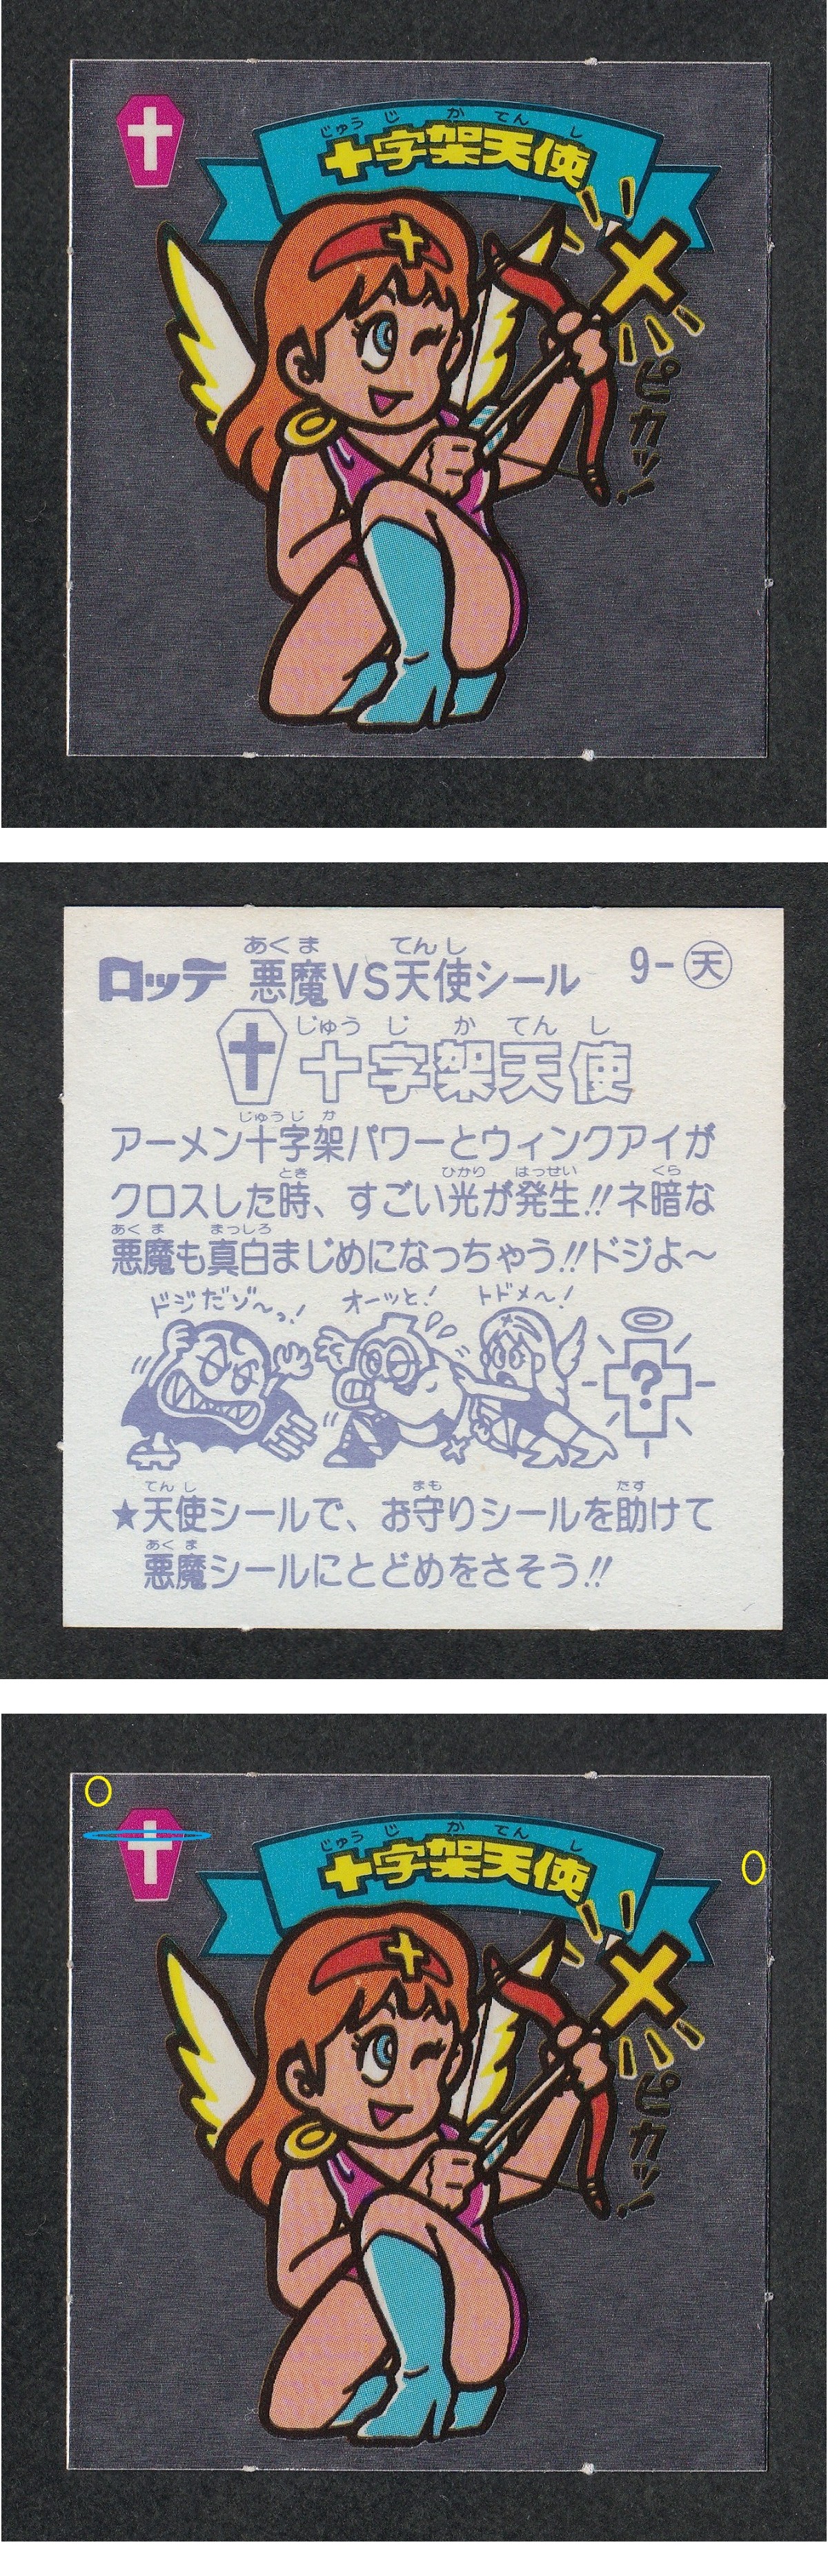 じゅうじかてんし
十字架天使
ピカッ!
あくま てんし
ロッテ 悪魔VS天使シール 9-天
じゅうじかてんし
十字架天使
じゅうじか
アーメン十字架パワーとウィンクアイが
とき ひかり はっせい くら
クロスした時、すごい光が発生!!ネ暗な
あくま まっしろ
悪魔も真白まじめになっちゃう!!ドジよ〜
ドジだゾ〜っ! オーッと! トドメ〜!
?
てんし まも たす
★天使シールで、お守りシールを助けて
あくま
悪魔シールにとどめをさそう!!
じゅうじかてんし
十字架天使
ピカッ!